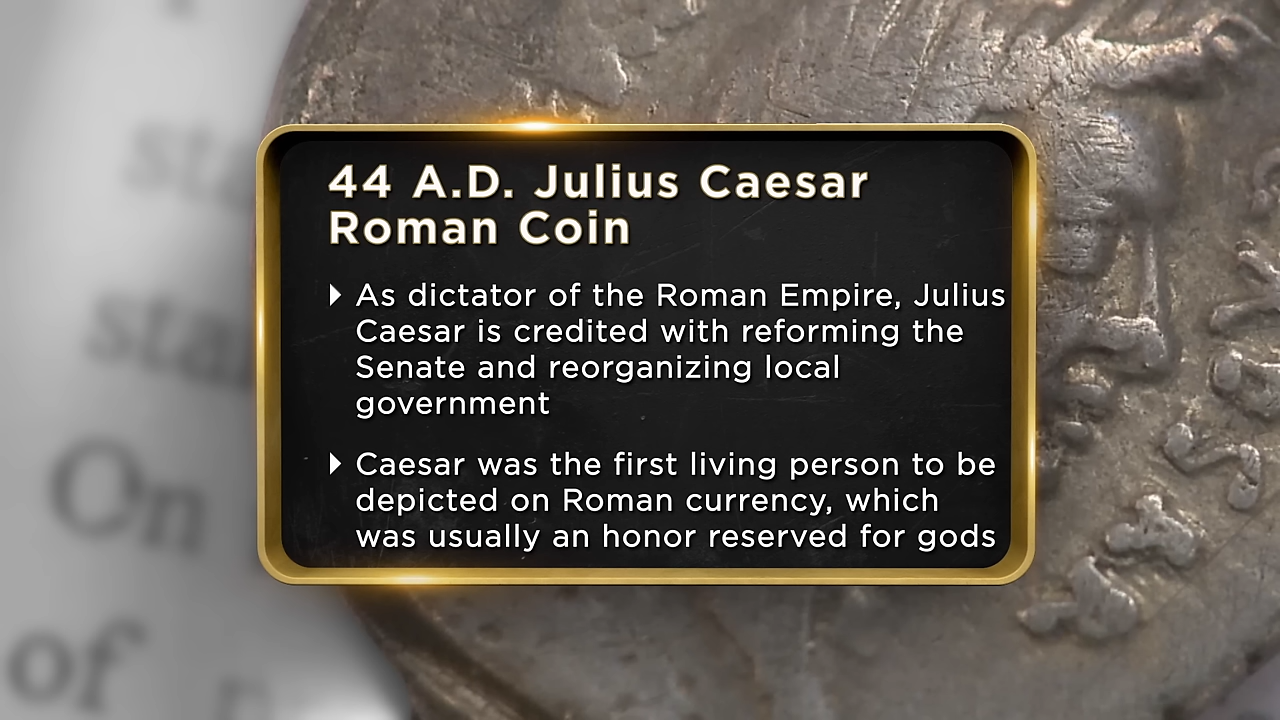 44 A.D. Julius Caesar
Roman Coin
As dictator of the Roman Empire, Julius
Caesar is credited with reforming the
Senate and reorganizing local
government
Caesar was the first living person to be
depicted on Roman currency, which
was usually an honor reserved for gods
On
of